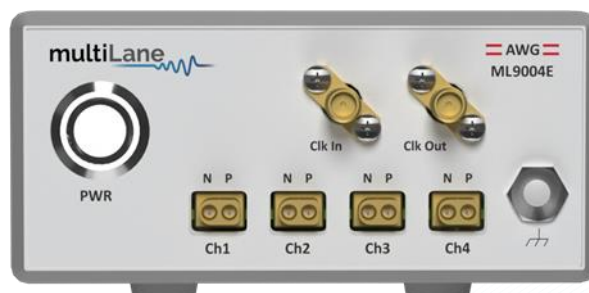 multiLane
AWG
ML9004E
Clk In
Clk Out
PWR
N P
N P
N P
N P
Ch1
Ch2
Ch3
Ch4